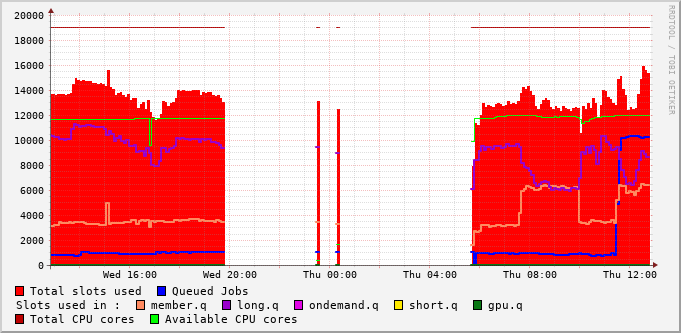 20000
18000
16000
14000
12000
10000
8000
6000
4000
2000
0
Wed 16:00 Wed 20:00 Thu 00:00 Thu 04:00 Thu 08:00 Thu 12:00
RRDTOOL / TOBI OETIKER
Total slots used Queued Jobs
Slots used in : member.q long.q ondemand.q short.q gpu.q
Total CPU cores Available CPU cores